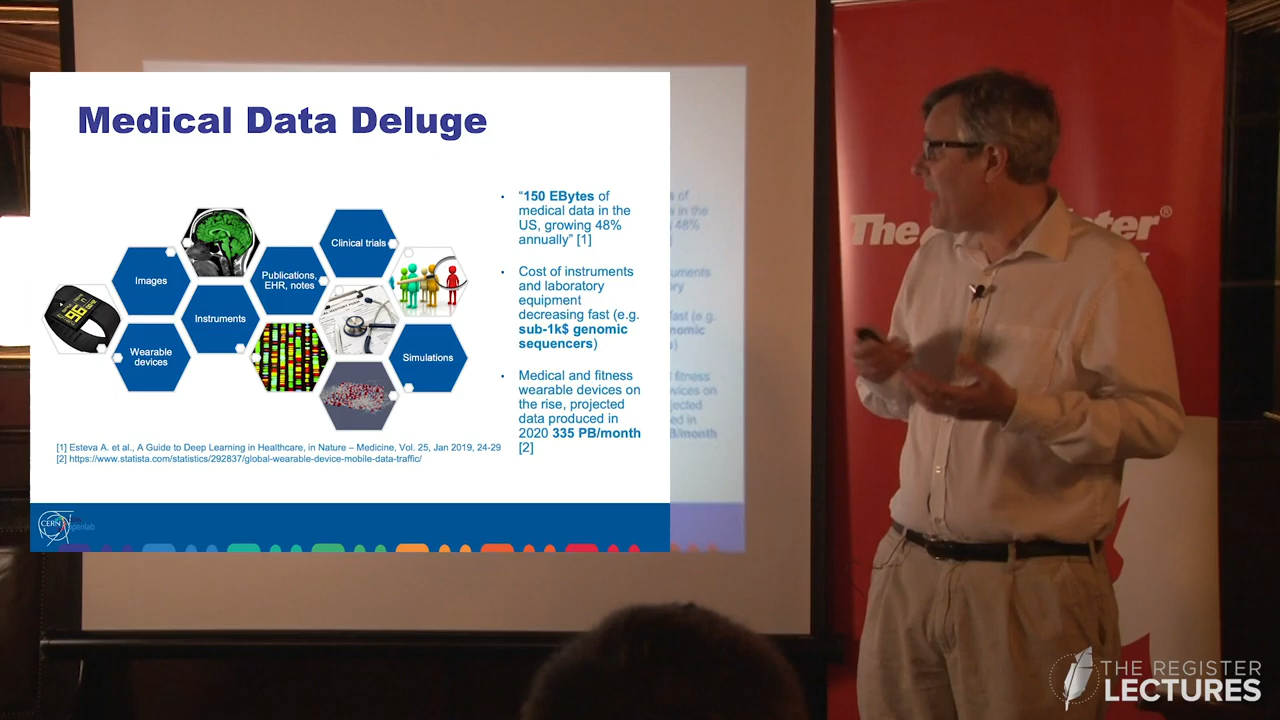 Medical Data Deluge
Images
Wearable
devices
Instruments
Publications,
EHR, notes
Clinical trials
Simulations
• “150 EBytes of
medical data in the
US, growing 48%
annually” [1]
• Cost of instruments
and laboratory
equipment
decreasing fast (e.g.
sub-1k$ genomic
sequencers)
• Medical and fitness
wearable devices on
the rise, projected
data produced in
2020 335 PB/month
[2]
[1] Esteva A. et al., A Guide to Deep Learning in Healthcare, in Nature – Medicine, Vol. 25, Jan 2019, 24-29
[2] https://www.statista.com/statistics/292837/global-wearable-device-mobile-data-traffic/
CERN
openlab
The
ter®
THE REGISTER
LECTURES